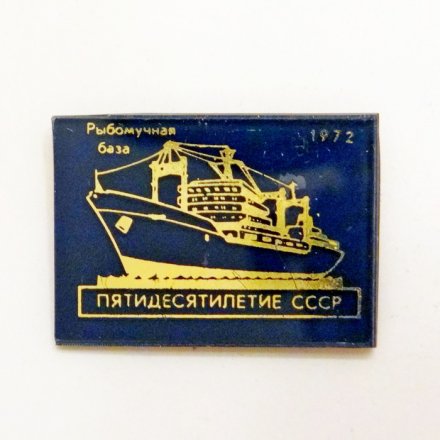 Рыбомучная
база
1972
ПЯТИДЕСЯТИЛЕТИЕ СССР